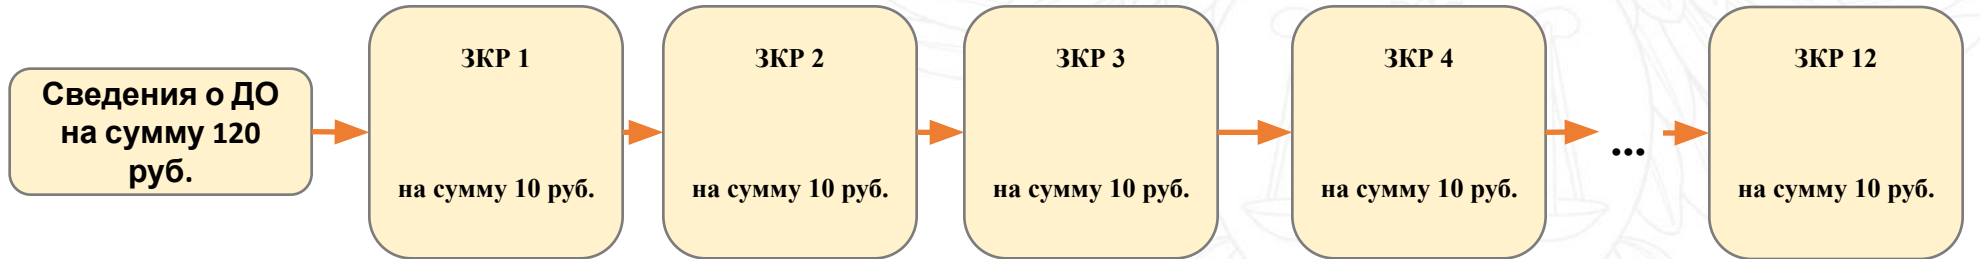 Сведения о ДО
на сумму 120
руб.
ЗКР 1
на сумму 10 руб.
ЗКР 2
на сумму 10 руб.
ЗКР 3
на сумму 10 руб.
ЗКР 4
на сумму 10 руб.
...
ЗКР 12
на сумму 10 руб.